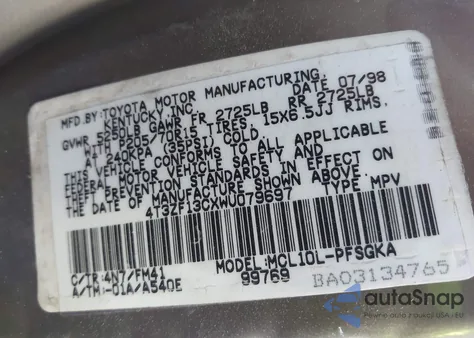 MFD.BY:TOYOTA MOTOR MANUFACTURING, DATE 07/98
KENTUCKY INC.
GVWR 5250LB GAWR FR 2725LB RR 2725LB
WITH P205/70R15 TIRES. 15X6.5JJ RIMS.
AT 240KPA (35PSI) COLD.
THIS VEHICLE CONFORMS TO ALL APPLICABLE
FEDERAL MOTOR VEHICLE SAFETY AND
THEFT PREVENTION STANDARDS IN EFFECT ON THE
DATE OF MANUFACTURE SHOWN ABOVE.
4T3ZF13CXWU079697 TYPE MPV
C/TR:4N7/FM41 MODEL:MCL10L-PFSGKA
A/TM:-01A/A540E 99769 BA03134765
autoSnap